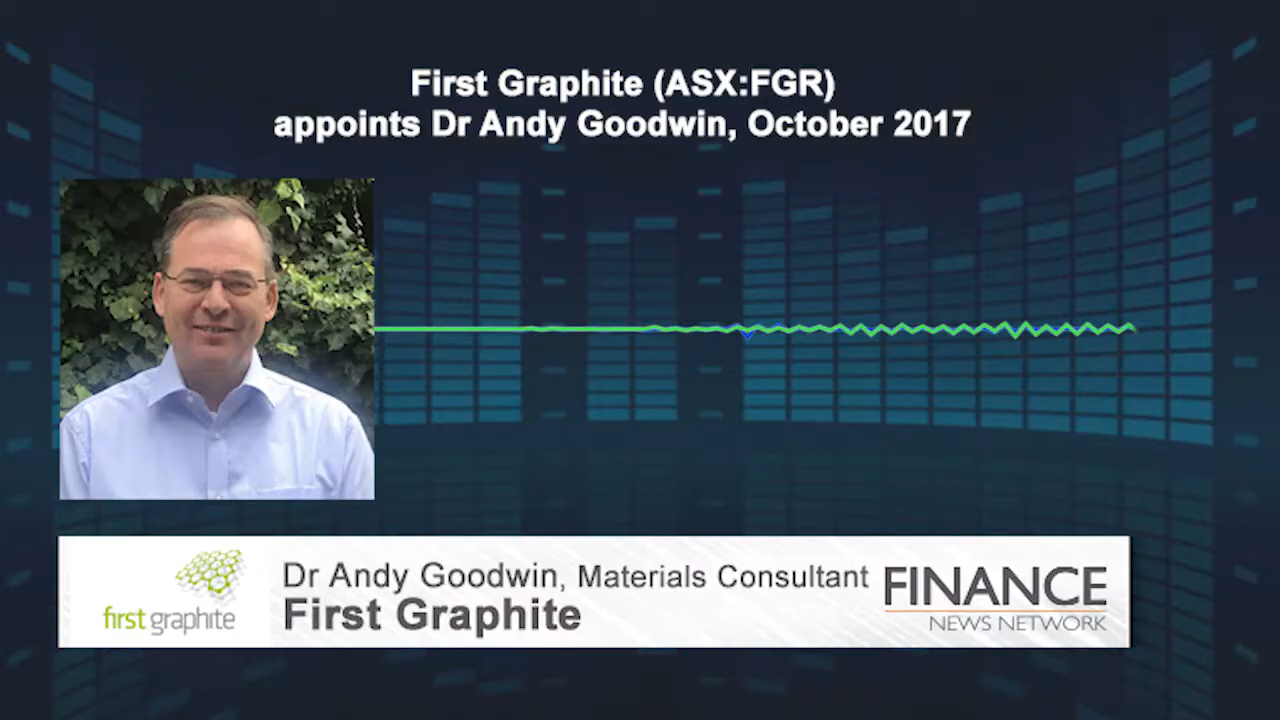 First Graphite (ASX:FGR)
appoints Dr Andy Goodwin, October 2017
first graphite
Dr Andy Goodwin, Materials Consultant
First Graphite
FINANCE
NEWS NETWORK